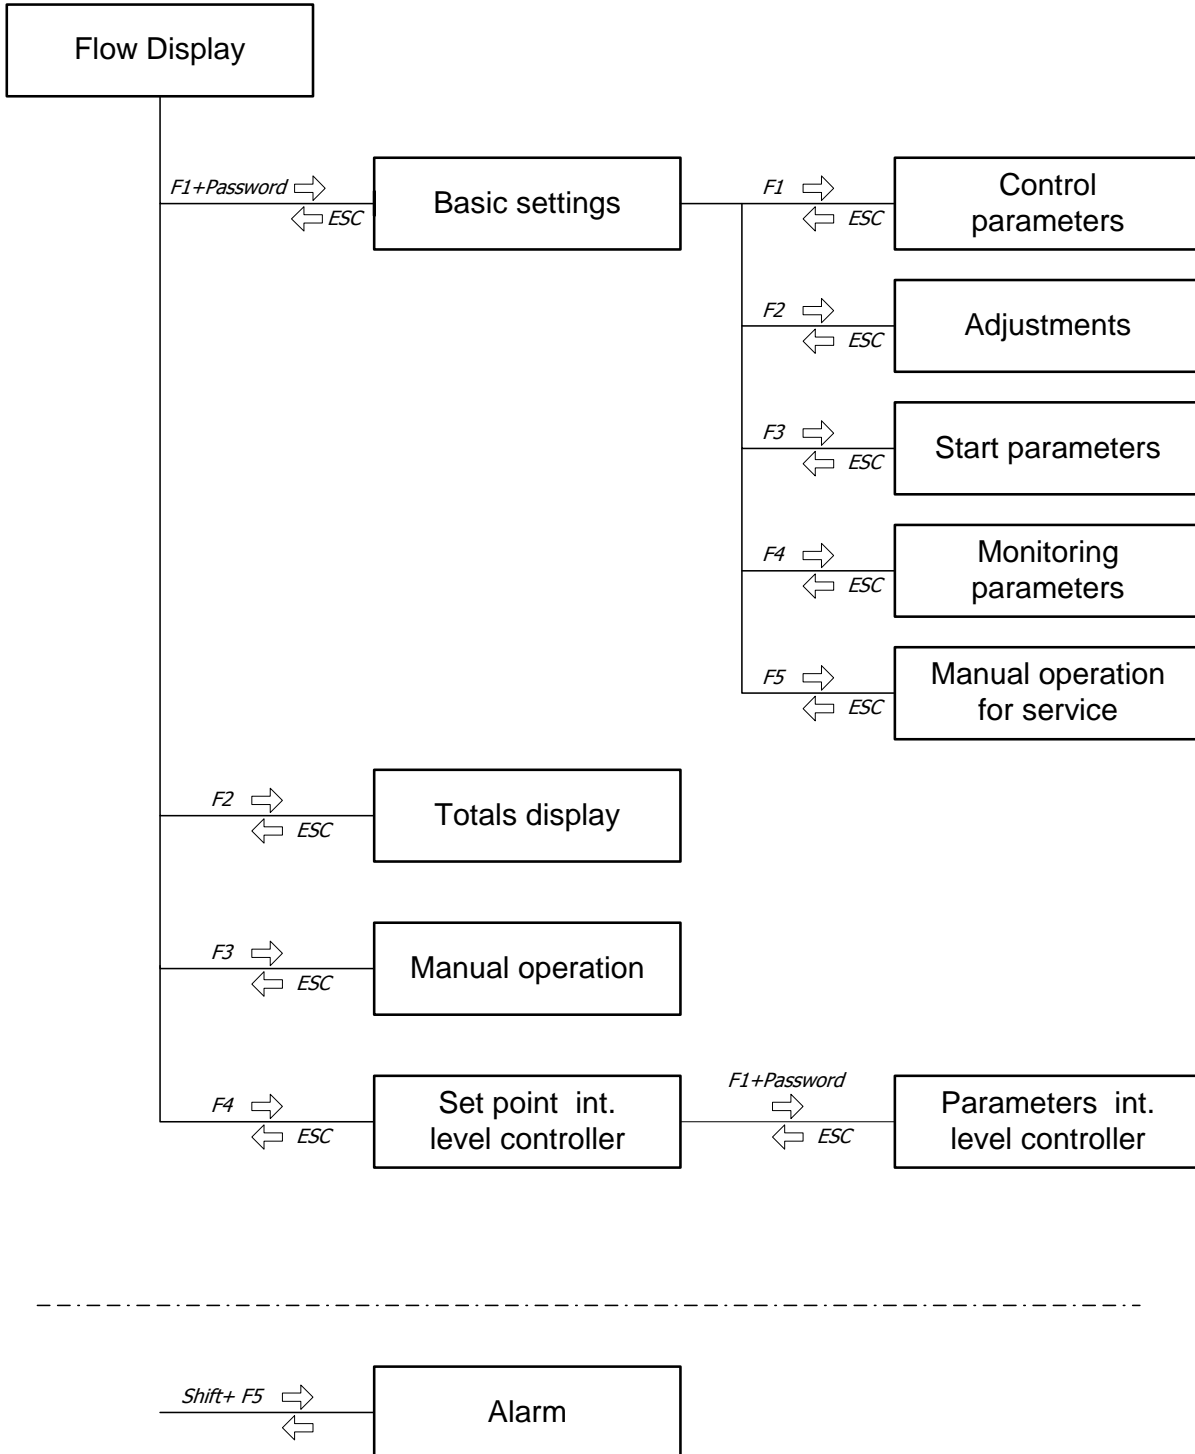 Flow Display
F1+Password
ESC
Basic settings
F1
ESC
Control
parameters
F2
ESC
Adjustments
F3
ESC
Start parameters
F4
ESC
Monitoring
parameters
F5
ESC
Manual operation
for service
F2
ESC
Totals display
F3
ESC
Manual operation
F4
ESC
Set point int.
level controller
F1+Password
ESC
Parameters int.
level controller
Shift+ F5
Alarm